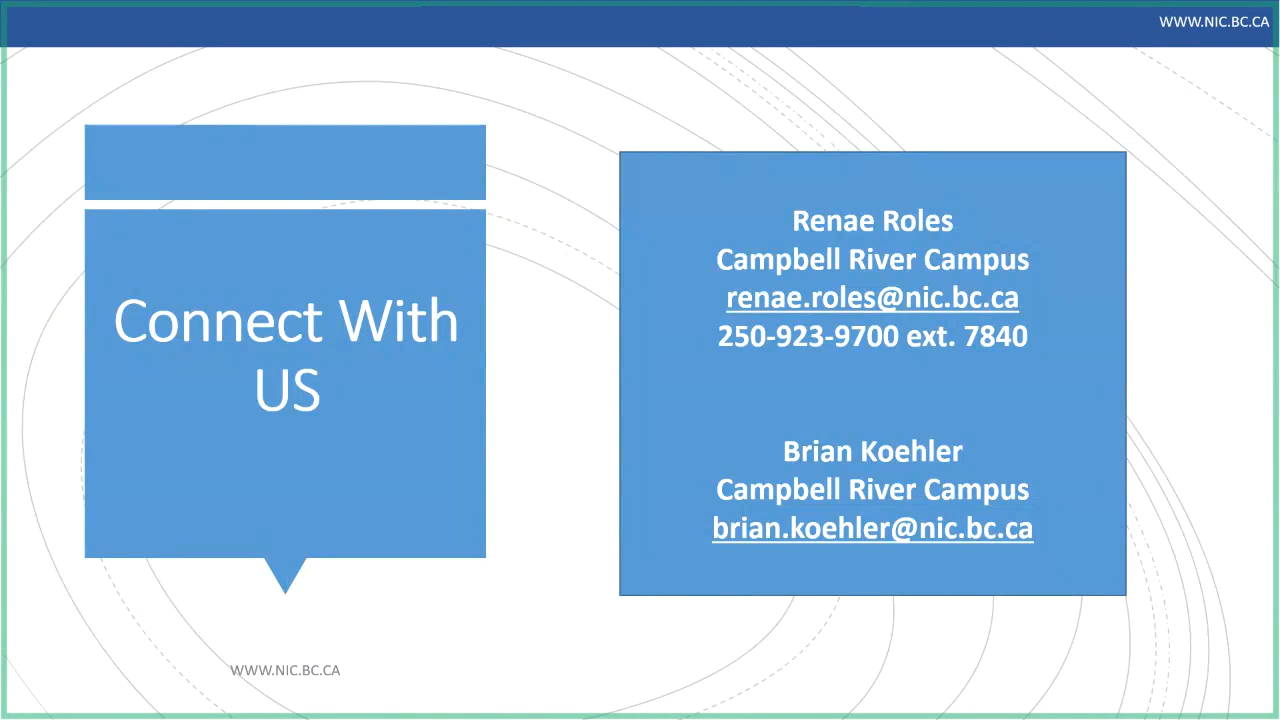 WWW.NIC.BC.CA
Connect With
US
Renae Roles
Campbell River Campus
renae.roles@nic.bc.ca
250-923-9700 ext. 7840
Brian Koehler
Campbell River Campus
brian.koehler@nic.bc.ca
WWW.NIC.BC.CA